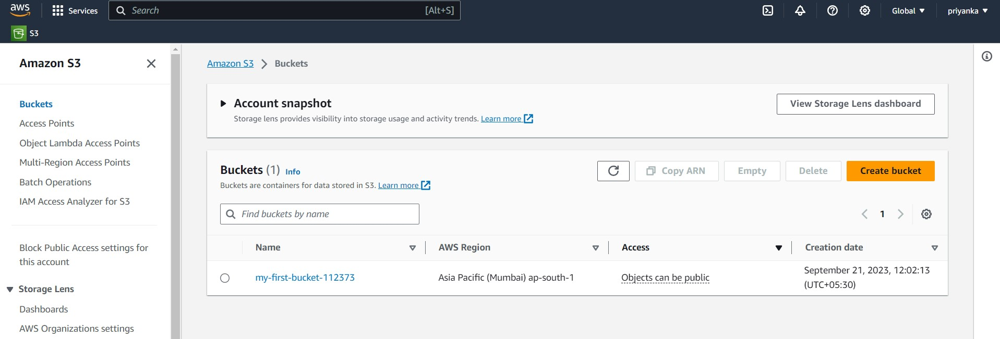 aws
Services
Search
[Alt+S]
Global
priyanka
S3
Amazon S3
Buckets
Access Points
Object Lambda Access Points
Multi-Region Access Points
Batch Operations
IAM Access Analyzer for S3
Block Public Access settings for
this account
Storage Lens
Dashboards
AWS Organizations settings
Amazon S3 > Buckets
Account snapshot
Storage lens provides visibility into storage usage and activity trends. Learn more
View Storage Lens dashboard
Buckets (1) Info
Buckets are containers for data stored in S3. Learn more
Copy ARN
Empty
Delete
Create bucket
Find buckets by name
1
Name
AWS Region
Access
Creation date
my-first-bucket-112373
Asia Pacific (Mumbai) ap-south-1
Objects can be public
September 21, 2023, 12:02:13
(UTC+05:30)